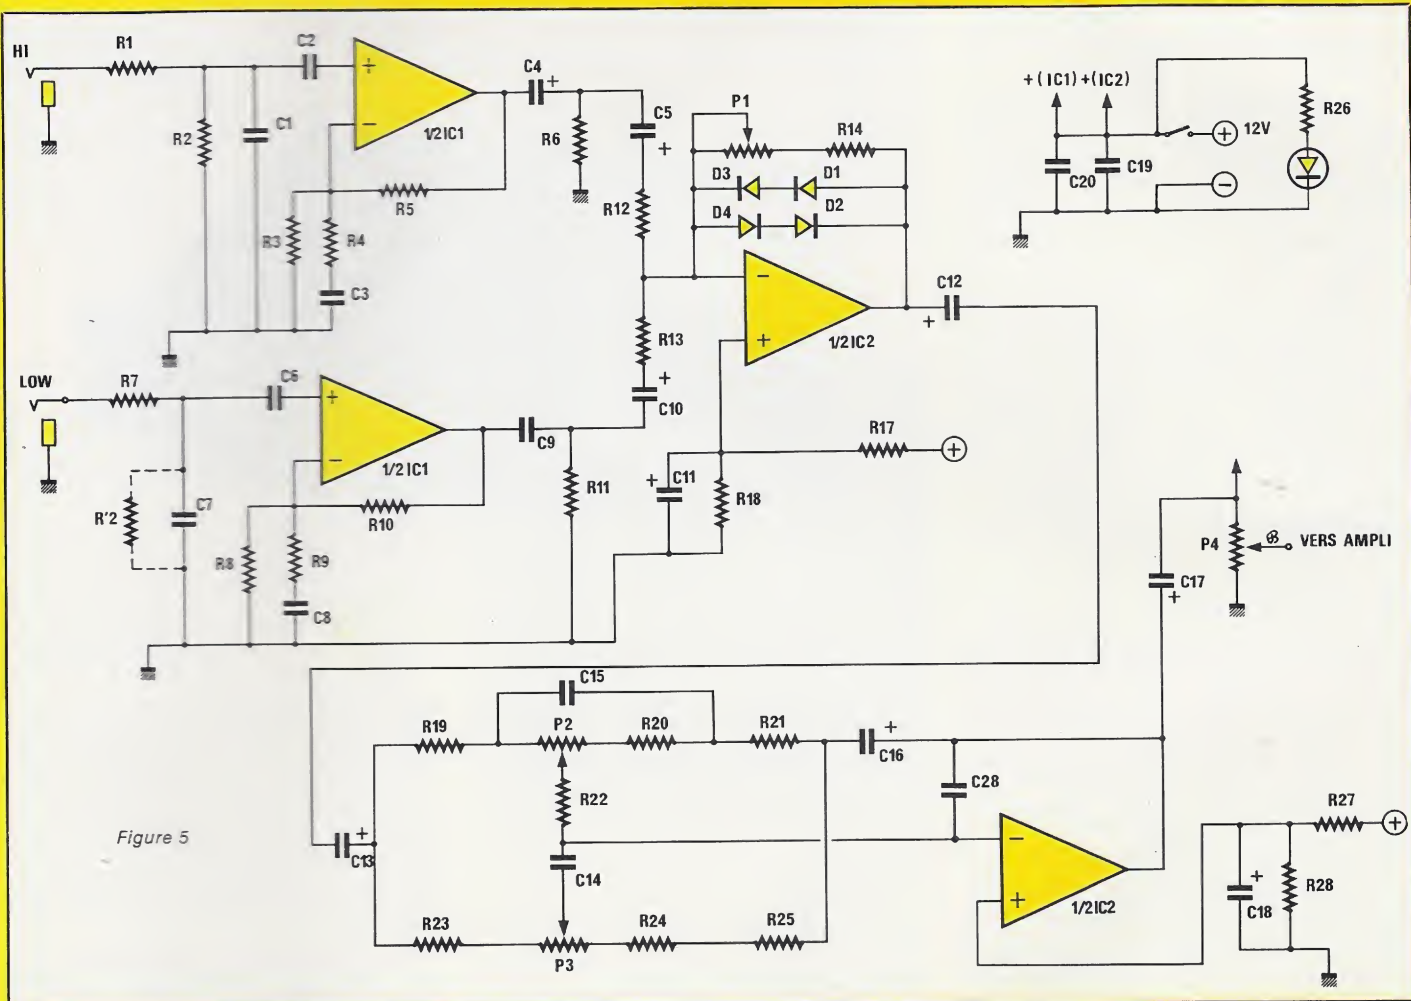 HI
R1
C2
R2
C1
÷
−
1/2 IC1
R3
R4
C3
R5
C4
+
R6
C5
+
R12
P1
R14
D3
D1
D4
D2
−
+
1/2 IC2
C12
+
+(IC1) +(IC2)
C20
C19
+
12V
−
R26
LOW
R7
C6
R'2
C7
+
−
1/2 IC1
R8
R9
C8
R10
C9
R11
R13
+
C10
+
C11
R18
R17
+
P4
VERS AMPLI
C17
+
C15
R19
P2
R20
R21
+
C16
R22
C28
+
C13
C14
R23
P3
R24
R25
−
+
1/2 IC2
R27
+
+
C18
R28
Figure 5